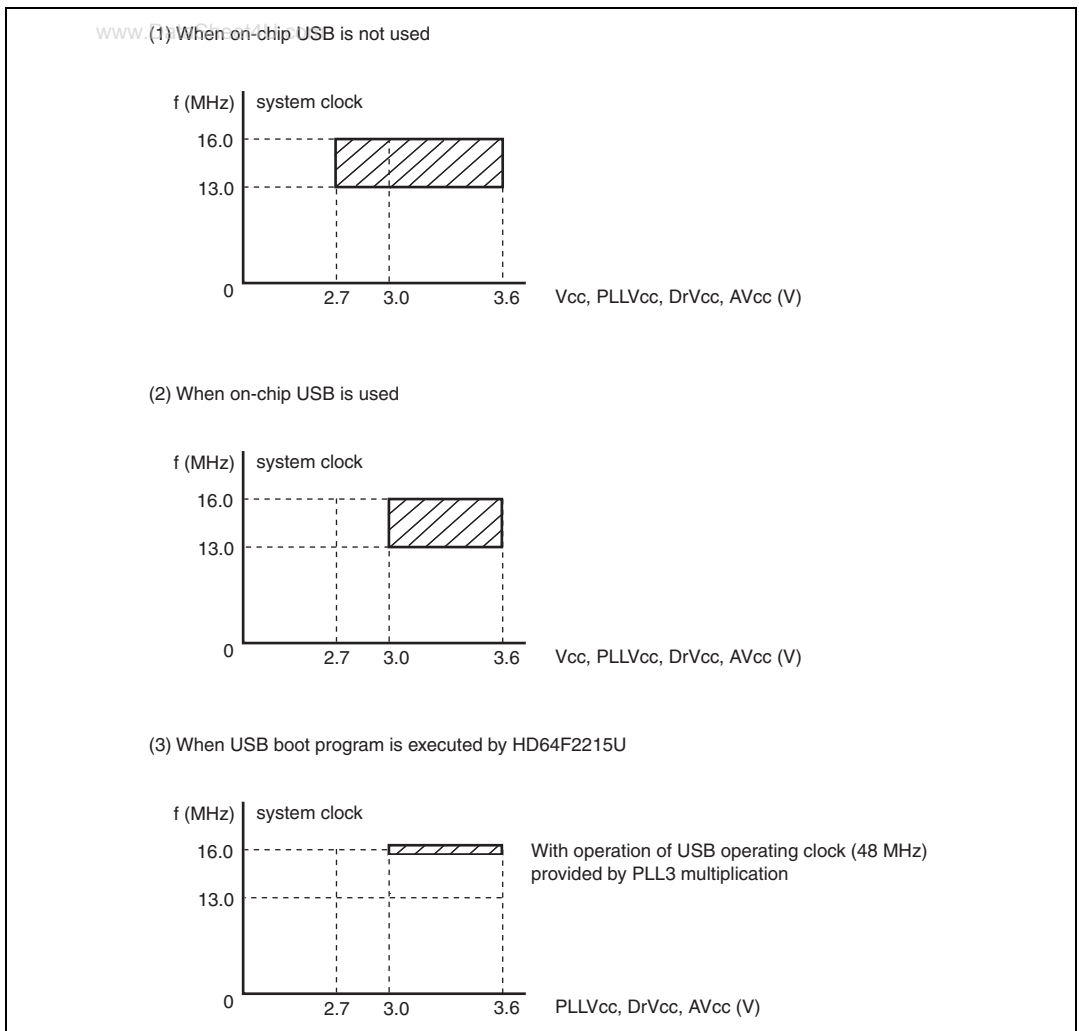 www.DataSheet4U.com
(1) When on-chip USB is not used
f (MHz) system clock
16.0
13.0
0
2.7 3.0 3.6 Vcc, PLLVcc, DrVcc, AVcc (V)
(2) When on-chip USB is used
f (MHz) system clock
16.0
13.0
0
2.7 3.0 3.6 Vcc, PLLVcc, DrVcc, AVcc (V)
(3) When USB boot program is executed by HD64F2215U
f (MHz) system clock
16.0 With operation of USB operating clock (48 MHz)
provided by PLL3 multiplication
13.0
0
2.7 3.0 3.6 PLLVcc, DrVcc, AVcc (V)